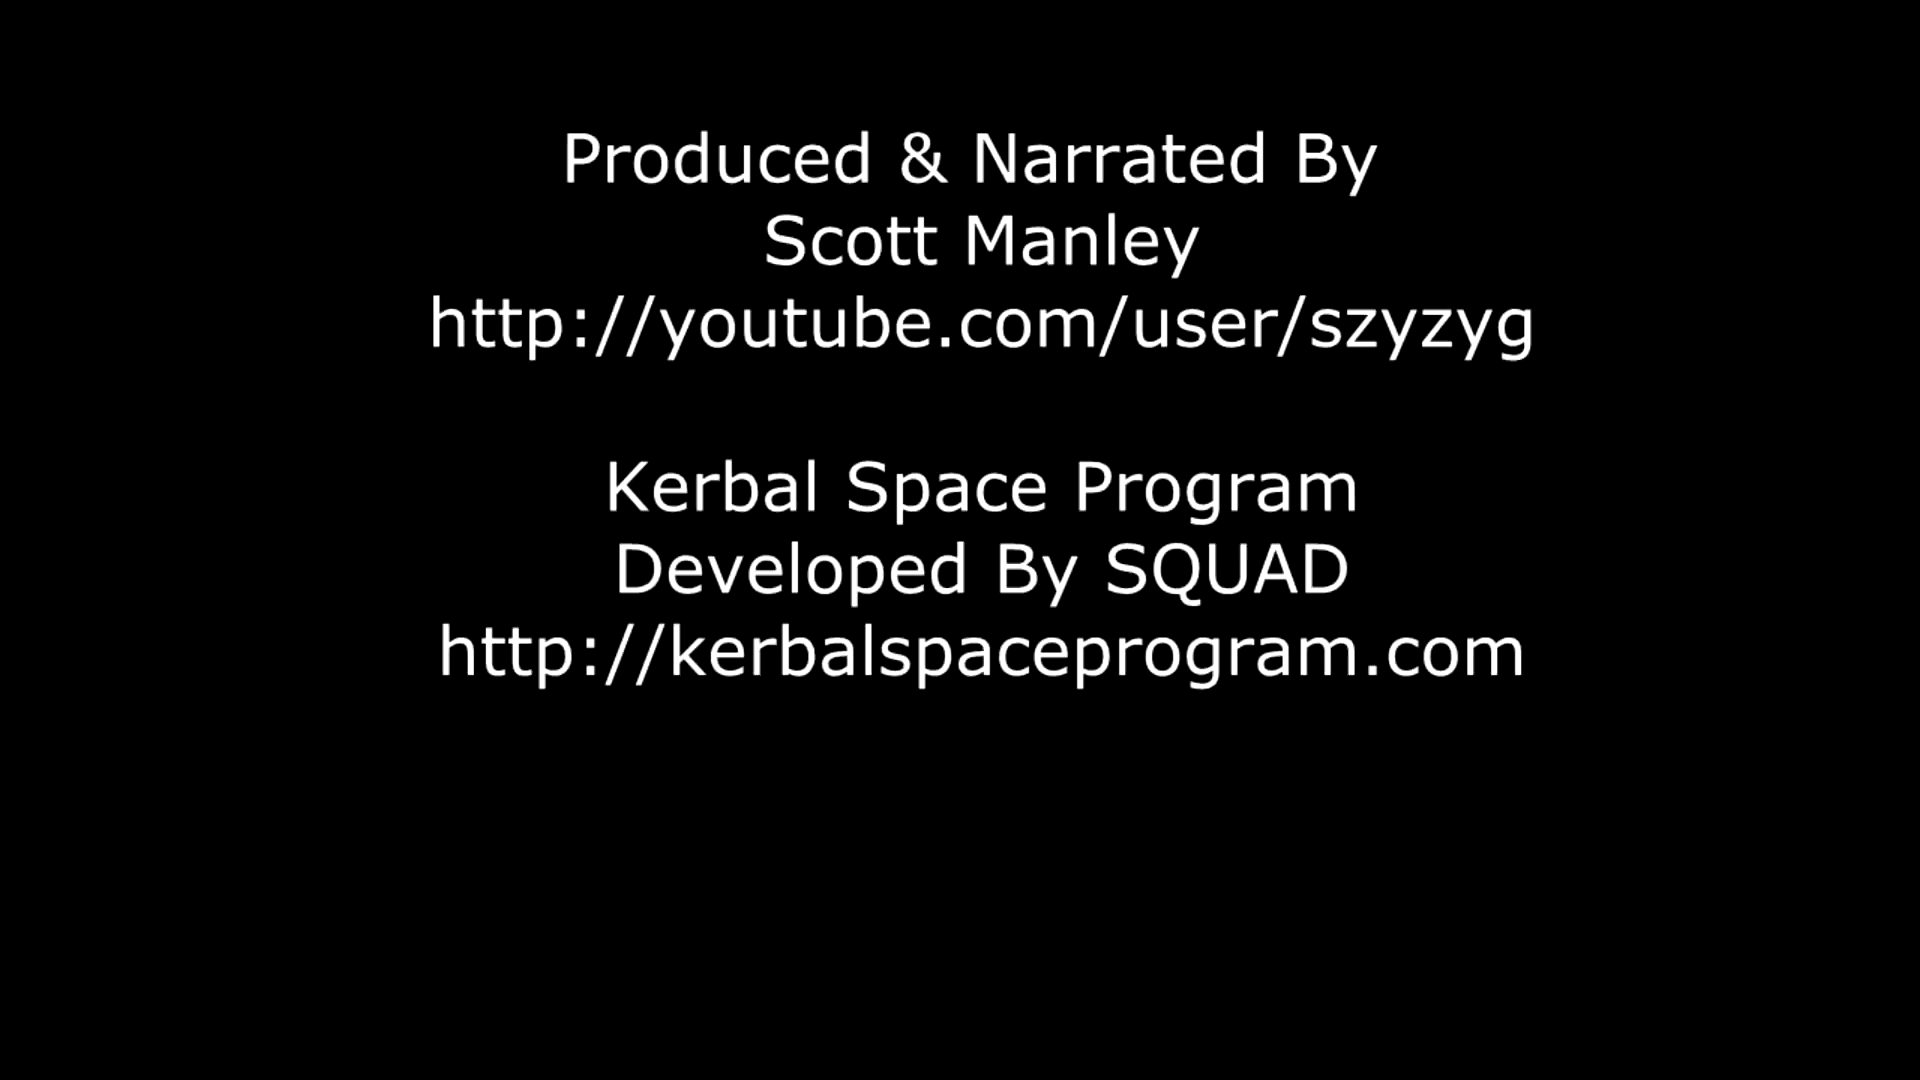 Produced & Narrated By
Scott Manley
http://youtube.com/user/szyzyg
Kerbal Space Program
Developed By SQUAD
http://kerbalspaceprogram.com